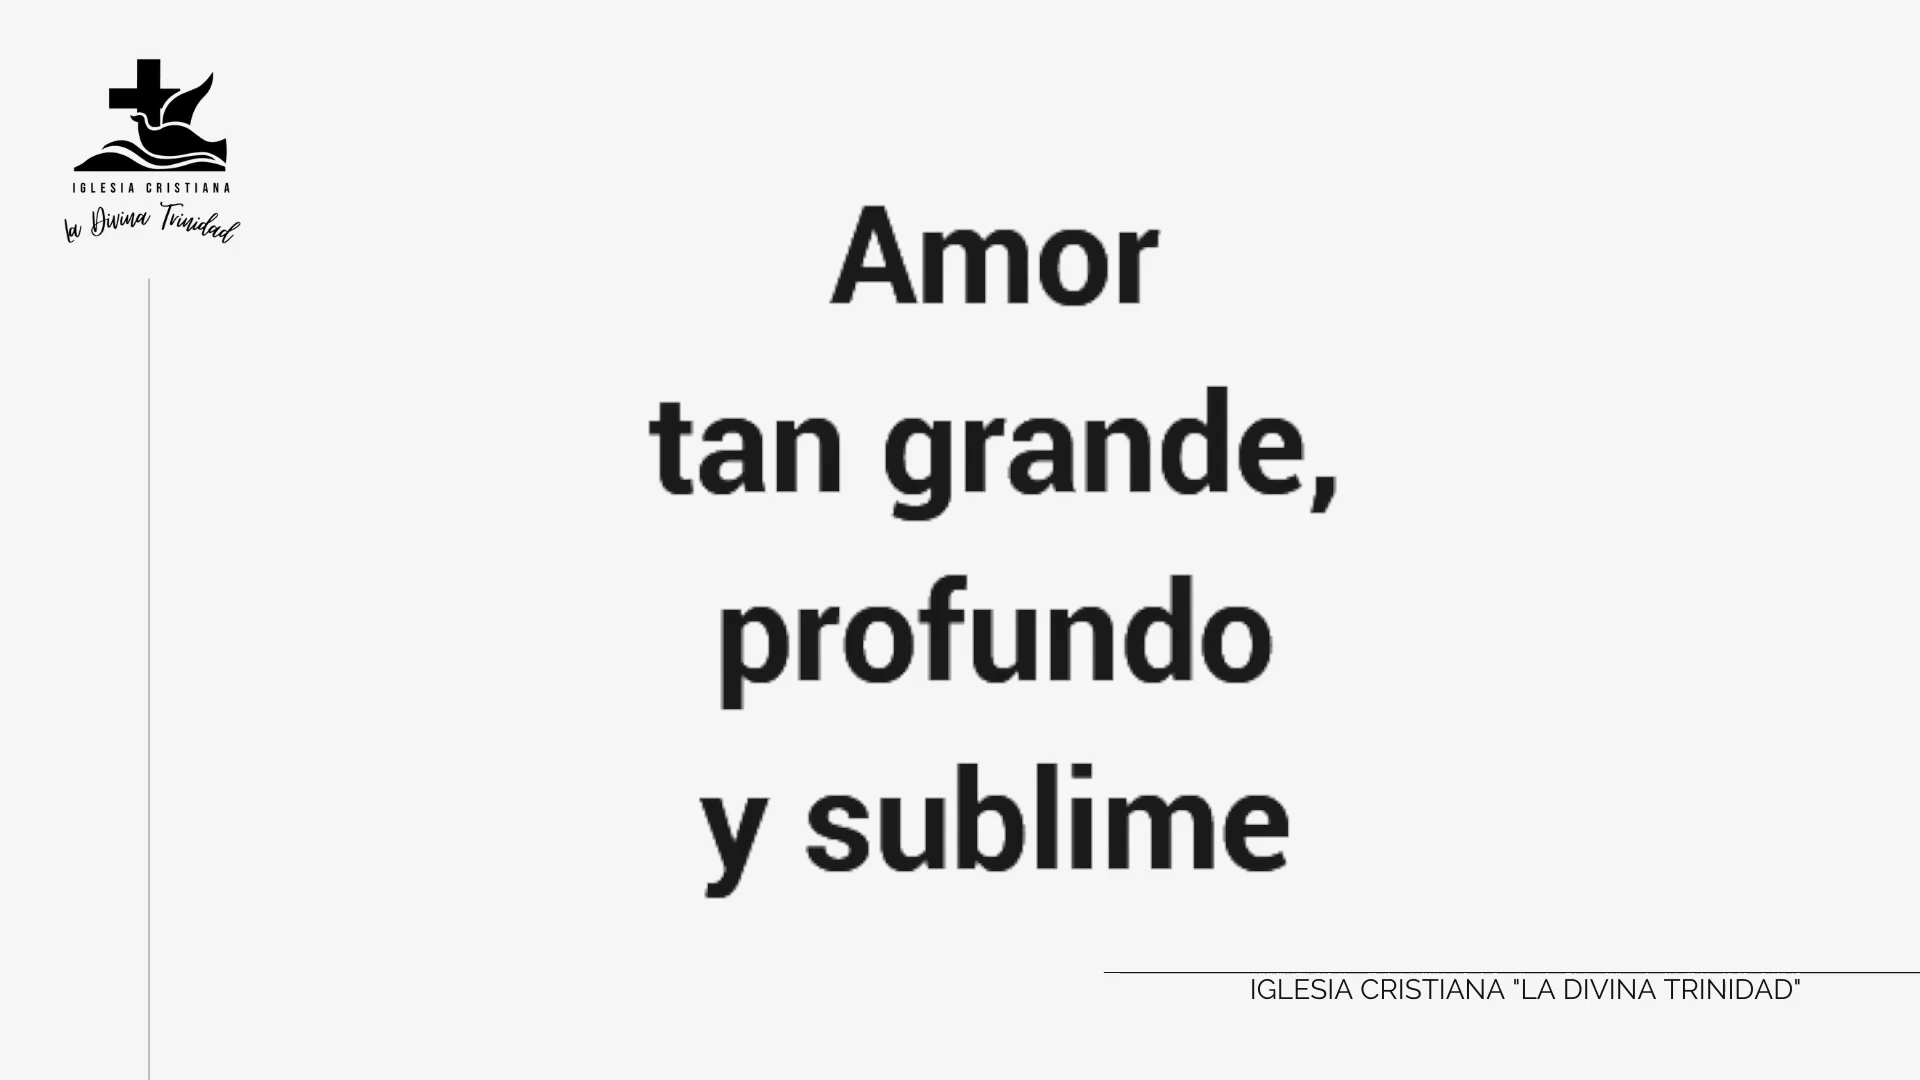 IGLESIA CRISTIANA
La Divina Trinidad
Amor
tan grande,
profundo
y sublime
IGLESIA CRISTIANA "LA DIVINA TRINIDAD"